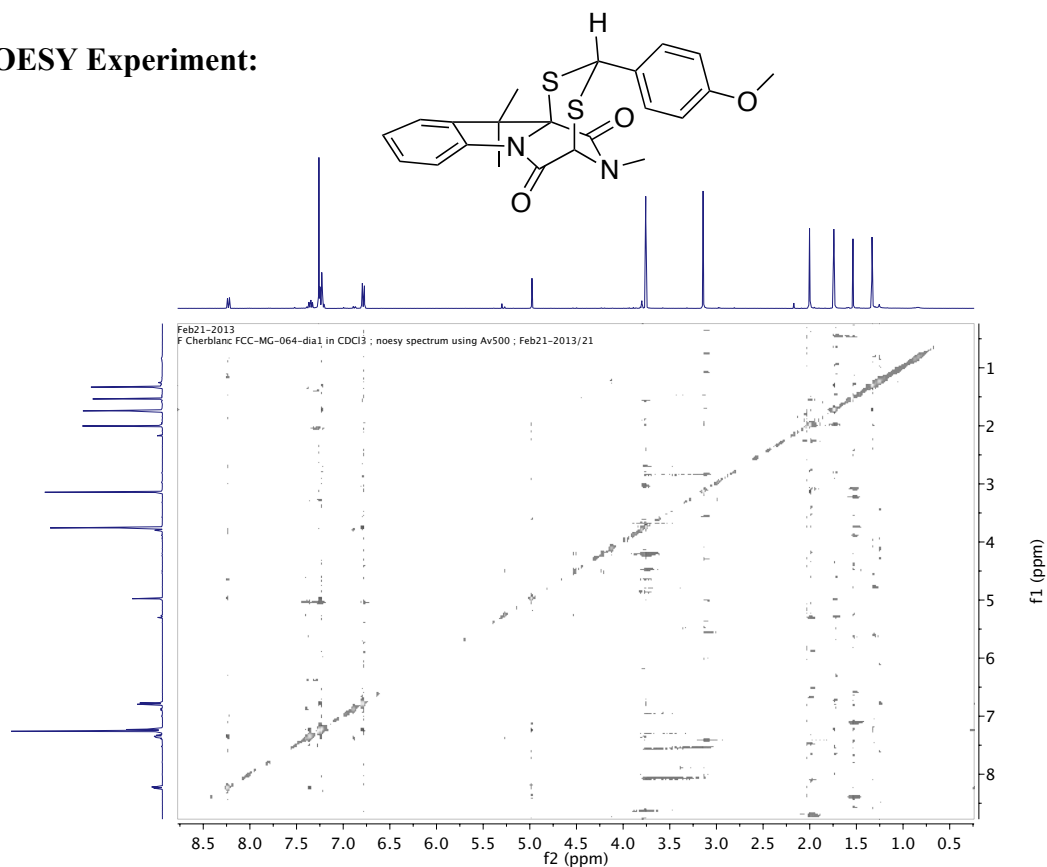 OESY Experiment:
H
S
S
O
O
N
N
O
Feb21-2013
F Cherblanc FCC-MG-064-dia1 in CDCl3 ; noesy spectrum using Av500 ; Feb21-2013/21
1
2
3
4
5
6
7
8
f1 (ppm)
8.5 8.0 7.5 7.0 6.5 6.0 5.5 5.0 4.5 4.0 3.5 3.0 2.5 2.0 1.5 1.0 0.5
f2 (ppm)